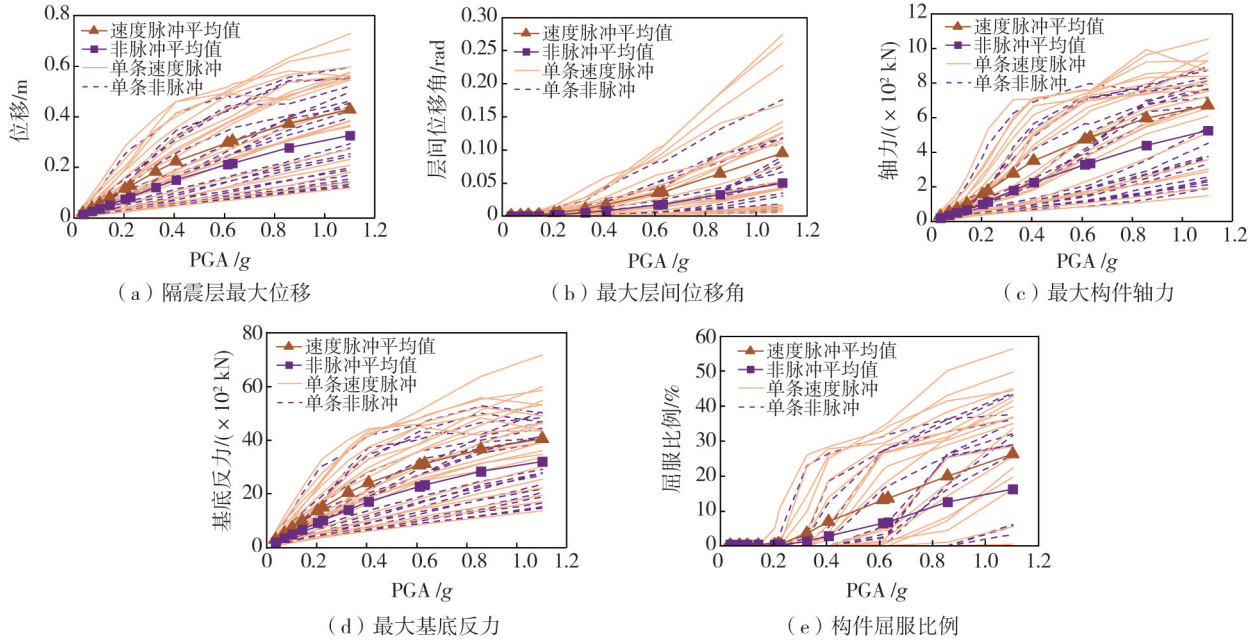 0.8
0.6
0.4
0.2
0
位移/m
速度脉冲平均值
非脉冲平均值
单条速度脉冲
单条非脉冲
0.2 0.4 0.6 0.8 1.0 1.2
PGA /g
(a) 隔震层最大位移
0.30
0.25
0.20
0.15
0.10
0.05
0
层间位移角/rad
速度脉冲平均值
非脉冲平均值
单条速度脉冲
单条非脉冲
0.2 0.4 0.6 0.8 1.0 1.2
PGA /g
(b) 最大层间位移角
12
10
8
6
4
2
0
轴力/(×10² kN)
速度脉冲平均值
非脉冲平均值
单条速度脉冲
单条非脉冲
0.2 0.4 0.6 0.8 1.0 1.2
PGA /g
(c) 最大构件轴力
80
60
40
20
0
基底反力/(×10² kN)
速度脉冲平均值
非脉冲平均值
单条速度脉冲
单条非脉冲
0.2 0.4 0.6 0.8 1.0 1.2
PGA /g
(d) 最大基底反力
60
50
40
30
20
10
0
屈服比例/%
速度脉冲平均值
非脉冲平均值
单条速度脉冲
单条非脉冲
0.2 0.4 0.6 0.8 1.0 1.2
PGA /g
(e) 构件屈服比例